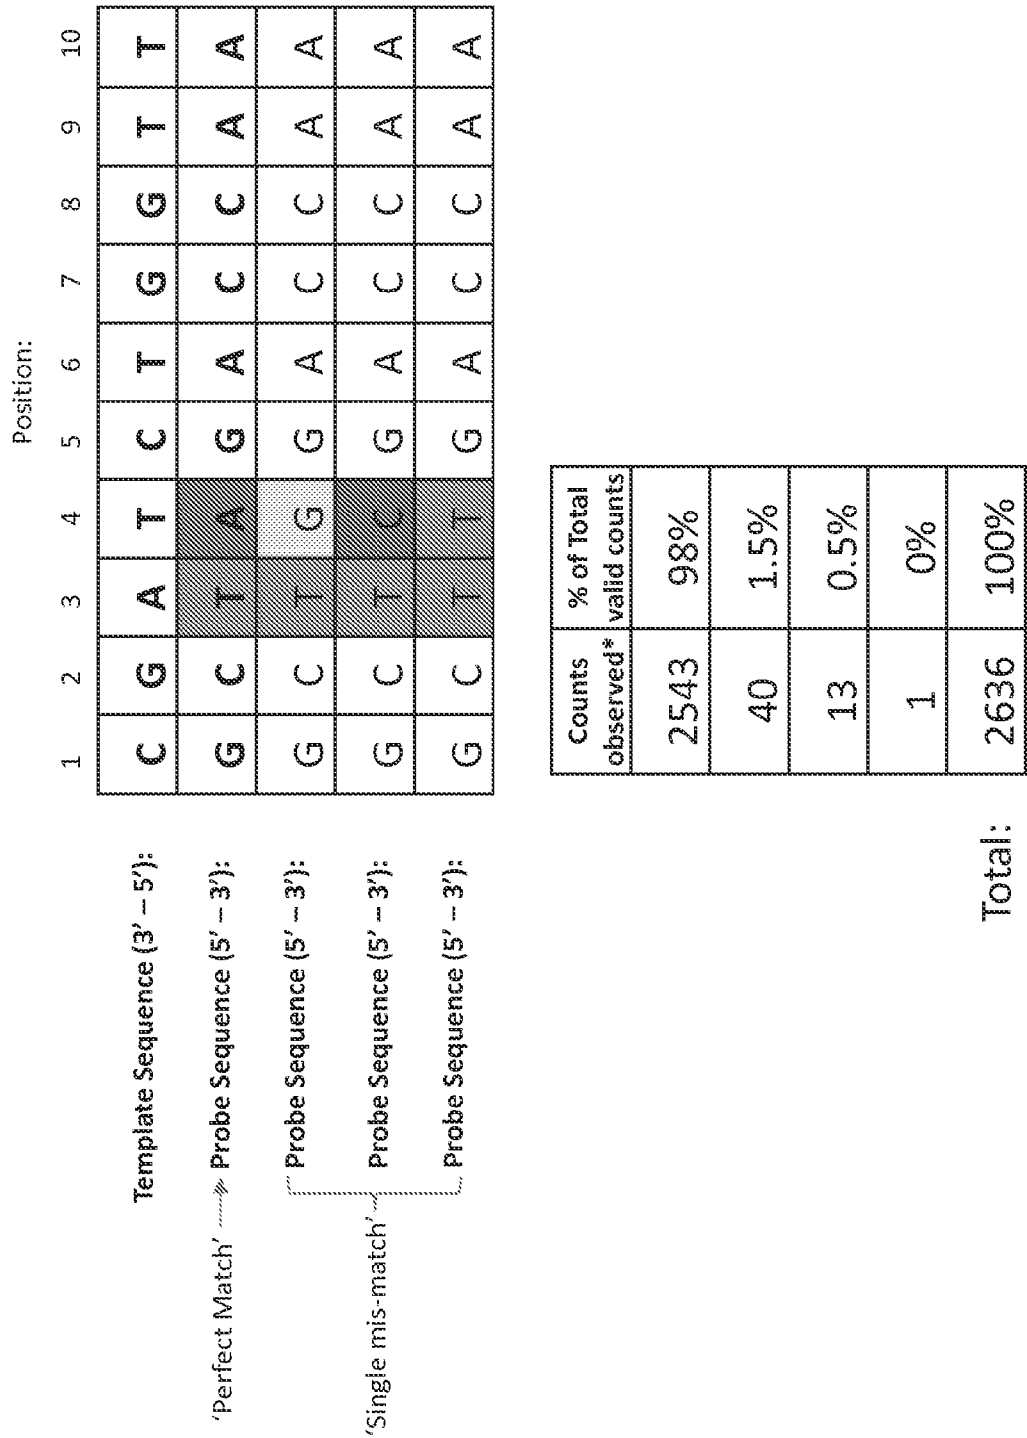 Position:
1 2 3 4 5 6 7 8 9 10
Template Sequence (3’ – 5’): C G A T C T G G T T
‘Perfect Match’ Probe Sequence (5’ – 3’): G C T A G A C C A A
Probe Sequence (5’ – 3’): G C T G G A C C A A
‘Single mis-match’ Probe Sequence (5’ – 3’): G C T C G A C C A A
Probe Sequence (5’ – 3’): G C T T G A C C A A
Counts % of Total
observed* valid counts
2543 98%
40 1.5%
13 0.5%
1 0%
Total: 2636 100%